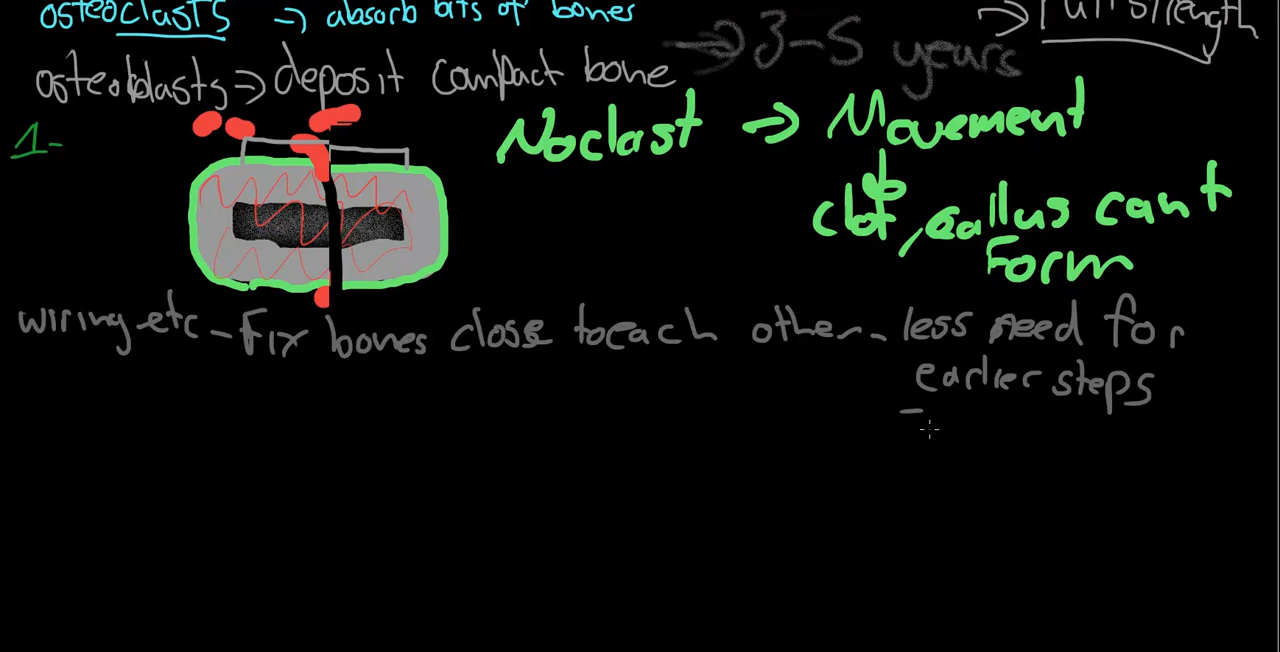 osteoclasts → absorb bits of bones
→ Full strength
osteoblasts → deposit compact bone → 3-5 years
1-
Noclast → Movement
clot, callus can't
Form
wiring etc - Fix bones close to each other - less need for
earlier steps
-